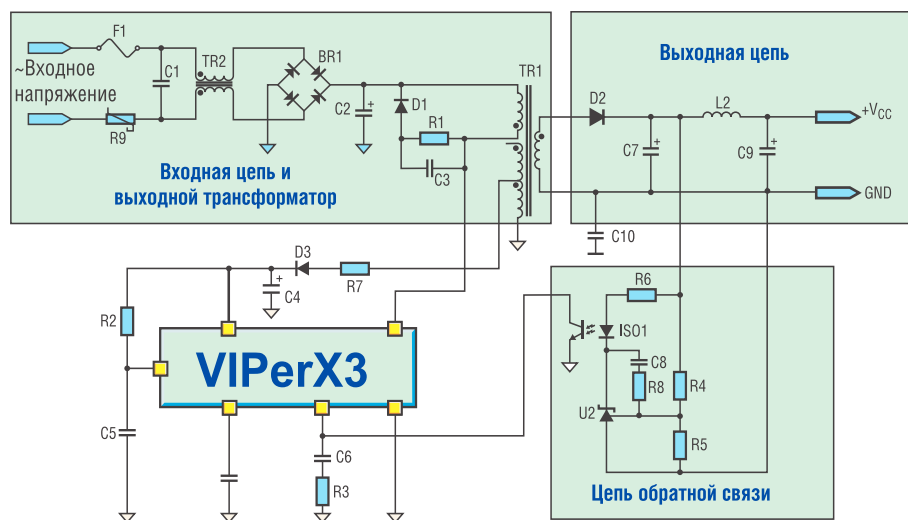 F1
TR2
BR1
TR1
~Входное
напряжение
C1
C2
D1
R1
C3
R9
Входная цепь и
выходной трансформатор
Выходная цепь
D2
L2
+VCC
C7
C9
GND
C10
D3
R7
C4
R2
VIPerX3
C5
C6
R3
R6
ISO1
C8
R8
R4
U2
R5
Цепь обратной связи